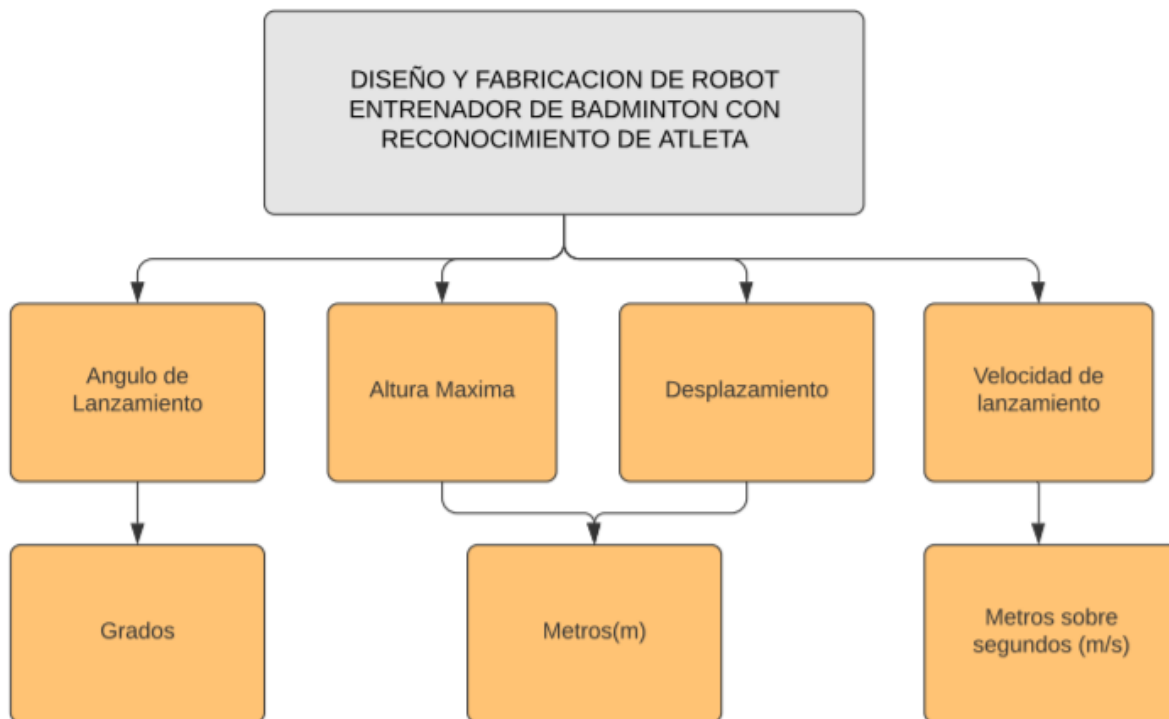 DISEÑO Y FABRICACION DE ROBOT
ENTRENADOR DE BADMINTON CON
RECONOCIMIENTO DE ATLETA
Angulo de
Lanzamiento
Altura Maxima
Desplazamiento
Velocidad de
lanzamiento
Grados
Metros(m)
Metros sobre
segundos (m/s)